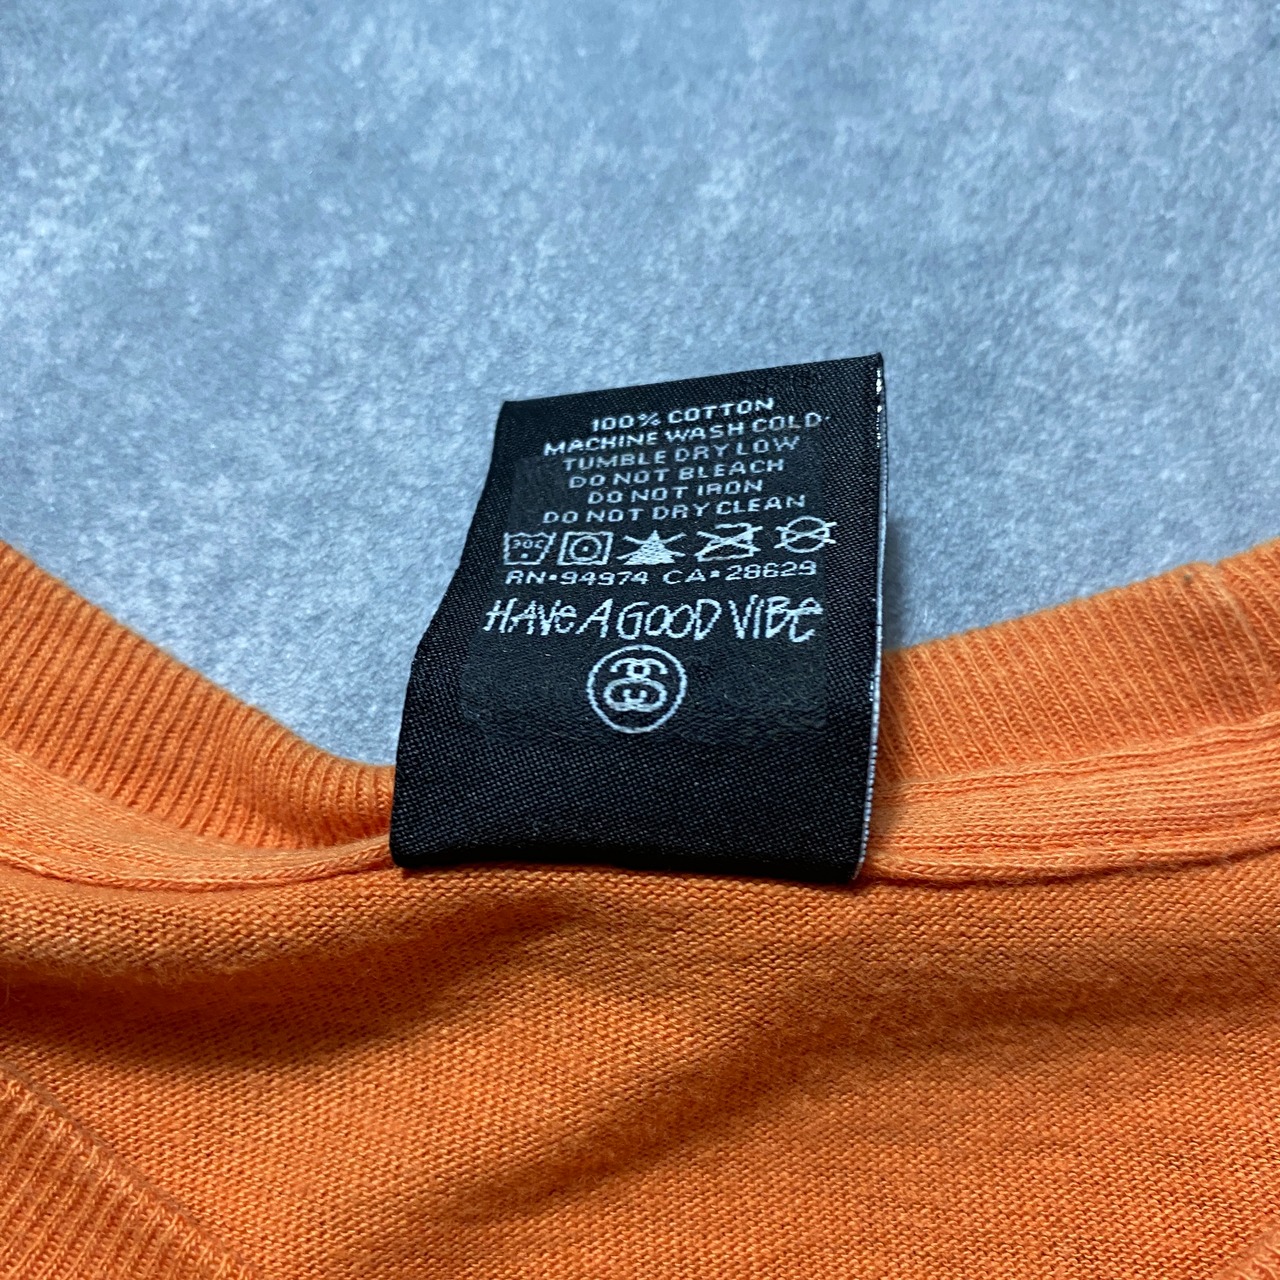 100% COTTON
MACHINE WASH COLD
TUMBLE DRY LOW
DO NOT BLEACH
DO NOT IRON
DO NOT DRY CLEAN
30C
RN#94974 CA#28629
HAVE A GOOD VIBE